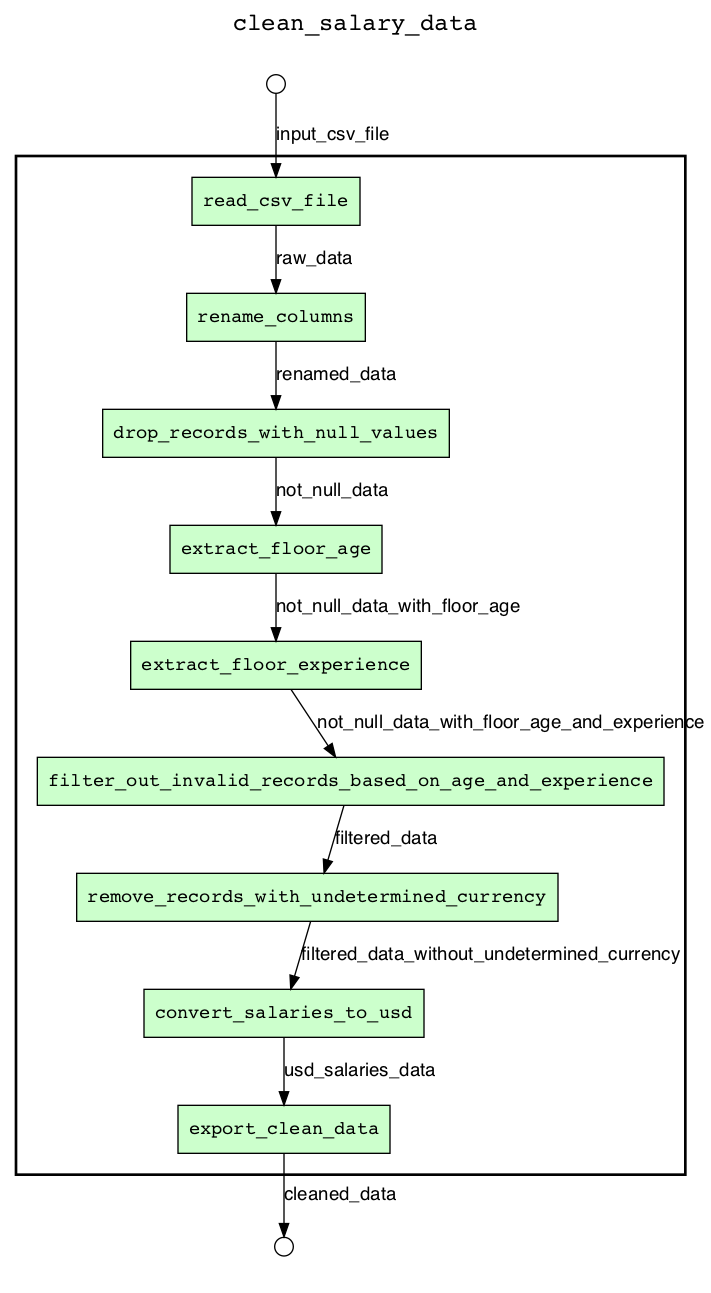 clean_salary_data
input_csv_file
read_csv_file
raw_data
rename_columns
renamed_data
drop_records_with_null_values
not_null_data
extract_floor_age
not_null_data_with_floor_age
extract_floor_experience
not_null_data_with_floor_age_and_experience
filter_out_invalid_records_based_on_age_and_experience
filtered_data
remove_records_with_undetermined_currency
filtered_data_without_undetermined_currency
convert_salaries_to_usd
usd_salaries_data
export_clean_data
cleaned_data